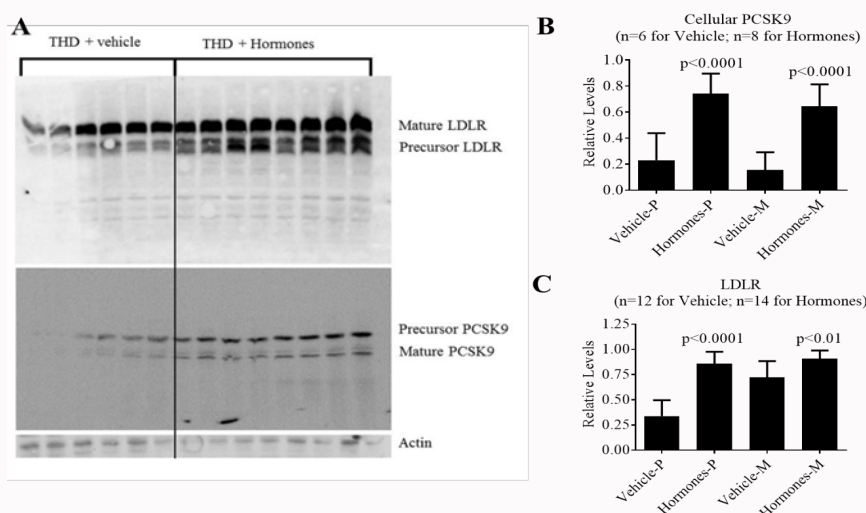 A
THD + vehicle
THD + Hormones
Mature LDLR
Precursor LDLR
Precursor PCSK9
Mature PCSK9
Actin
B
Cellular PCSK9
(n=6 for Vehicle; n=8 for Hormones)
p<0.0001
p<0.0001
1.0
0.8
0.6
0.4
0.2
0.0
Relative Levels
Vehicle-P
Hormones-P
Vehicle-M
Hormones-M
C
LDLR
(n=12 for Vehicle; n=14 for Hormones)
p<0.0001
p<0.01
1.25
1.00
0.75
0.50
0.25
0.00
Relative Levels
Vehicle-P
Hormones-P
Vehicle-M
Hormones-M